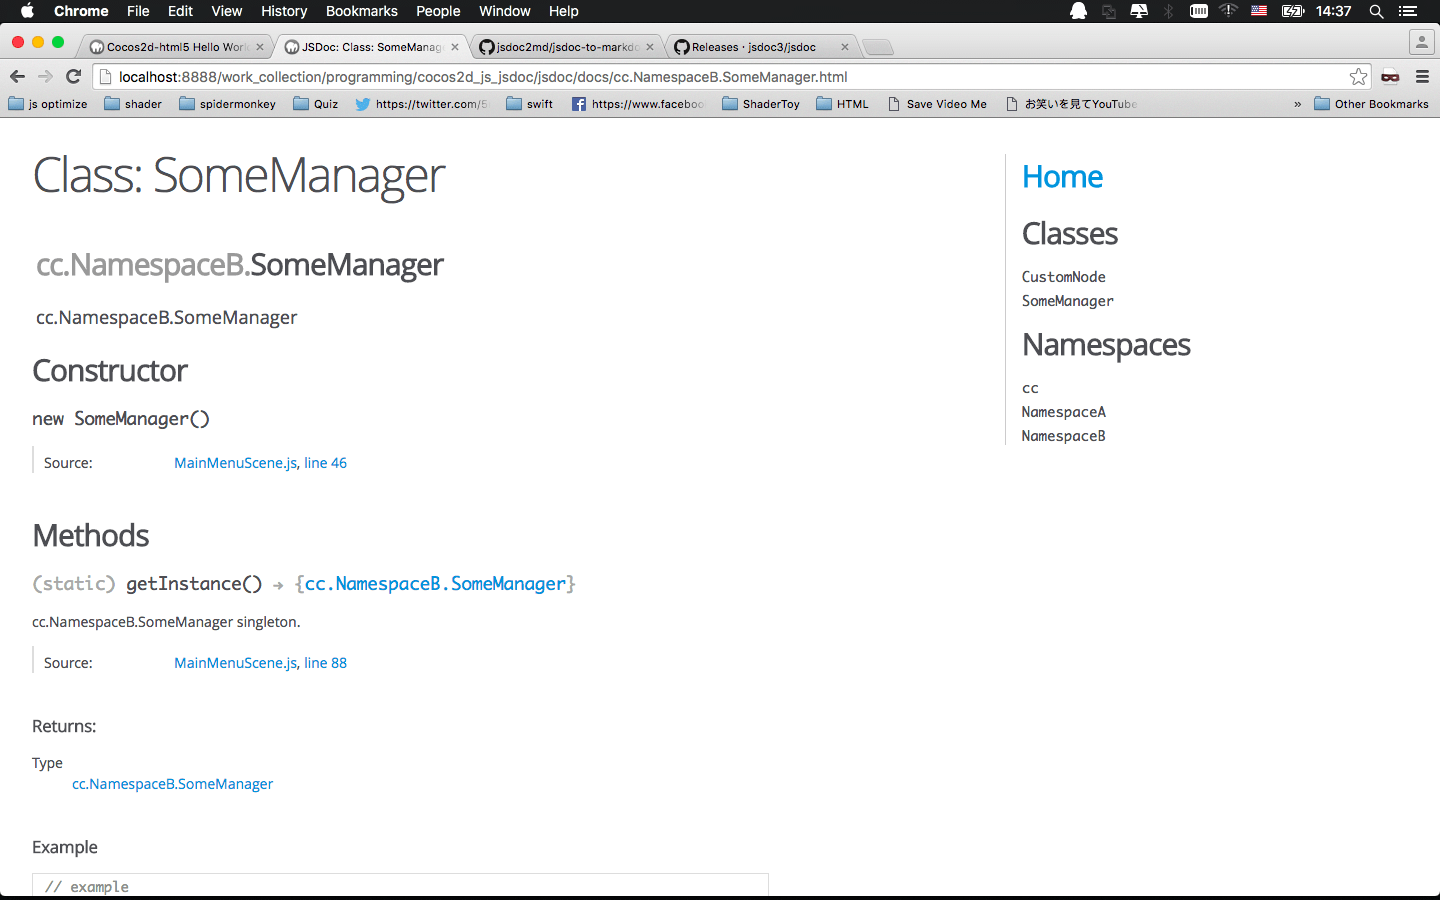 Chrome File Edit View History Bookmarks People Window Help 14:37
Cocos2d-html5 Hello Worl JSDoc: Class: SomeManag jsdoc2md/jsdoc-to-markdo Releases · jsdoc3/jsdoc
localhost:8888/work_collection/programming/cocos2d_js_jsdoc/jsdoc/docs/cc.NamespaceB.SomeManager.html
js optimize shader spidermonkey Quiz https://twitter.com/5 swift https://www.faceboo ShaderToy HTML Save Video Me お笑いを見てYouTube » Other Bookmarks
Class: SomeManager
cc.NamespaceB.SomeManager
cc.NamespaceB.SomeManager
Constructor
new SomeManager()
Source: MainMenuScene.js, line 46
Methods
(static) getInstance() → {cc.NamespaceB.SomeManager}
cc.NamespaceB.SomeManager singleton.
Source: MainMenuScene.js, line 88
Returns:
Type
cc.NamespaceB.SomeManager
Example
// example
Home
Classes
CustomNode
SomeManager
Namespaces
cc
NamespaceA
NamespaceB